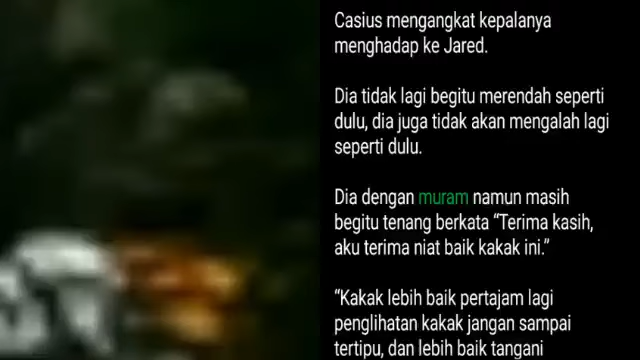 Casius mengangkat kepalanya
menghadap ke Jared.
Dia tidak lagi begitu merendah seperti
dulu, dia juga tidak akan mengalah lagi
seperti dulu.
Dia dengan muram namun masih
begitu tenang berkata “Terima kasih,
aku terima niat baik kakak ini.”
“Kakak lebih baik pertajam lagi
penglihatan kakak jangan sampai
tertipu, dan lebih baik tangani